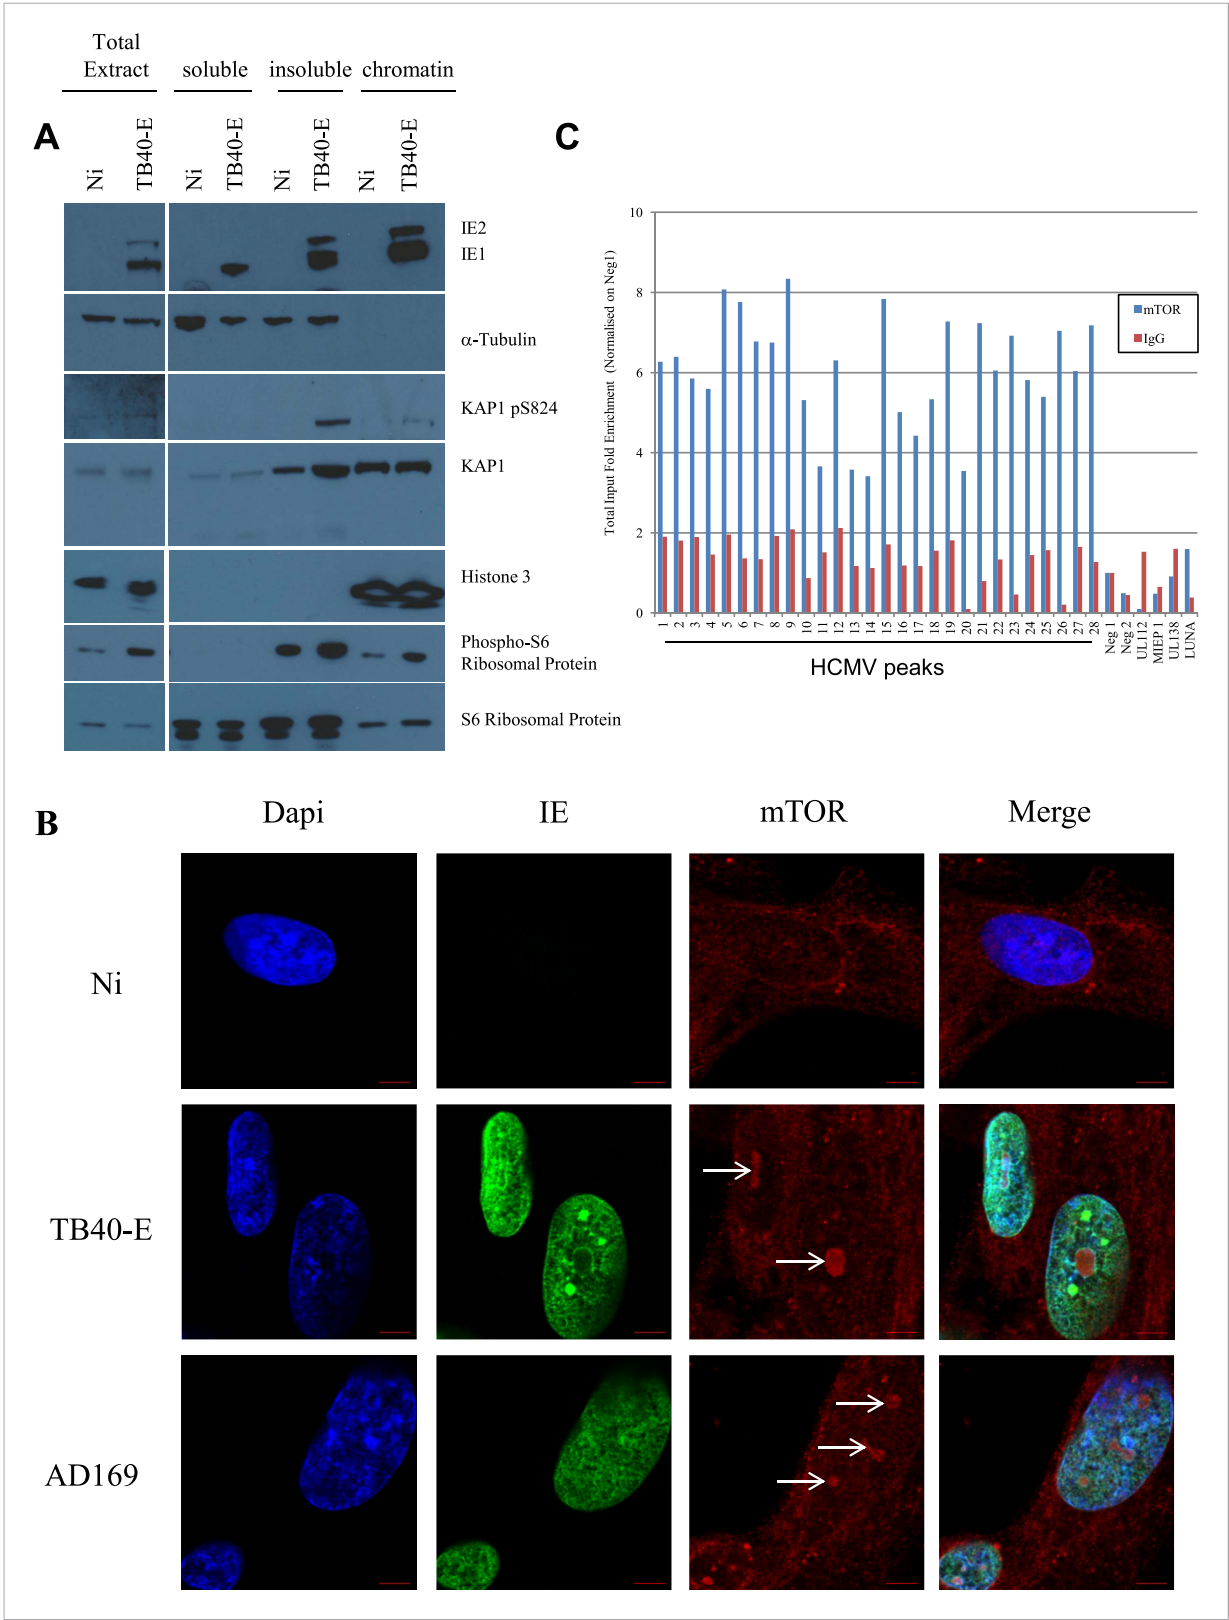 Total
Extract
soluble
insoluble
chromatin
A
Ni
TB40-E
Ni
TB40-E
Ni
TB40-E
Ni
TB40-E
IE2
IE1
α-Tubulin
KAP1 pS824
KAP1
Histone 3
Phospho-S6
Ribosomal Protein
S6 Ribosomal Protein
C
Total Input Fold Enrichment (Normalised on Neg1)
10
8
6
4
2
0
mTOR
IgG
1 2 3 4 5 6 7 8 9 10 11 12 13 14 15 16 17 18 19 20 21 22 23 24 25 26 27 28 Neg 1 Neg 2 UL112 MIEP 1 UL138 LUNA
HCMV peaks
B
Dapi
IE
mTOR
Merge
Ni
TB40-E
AD169